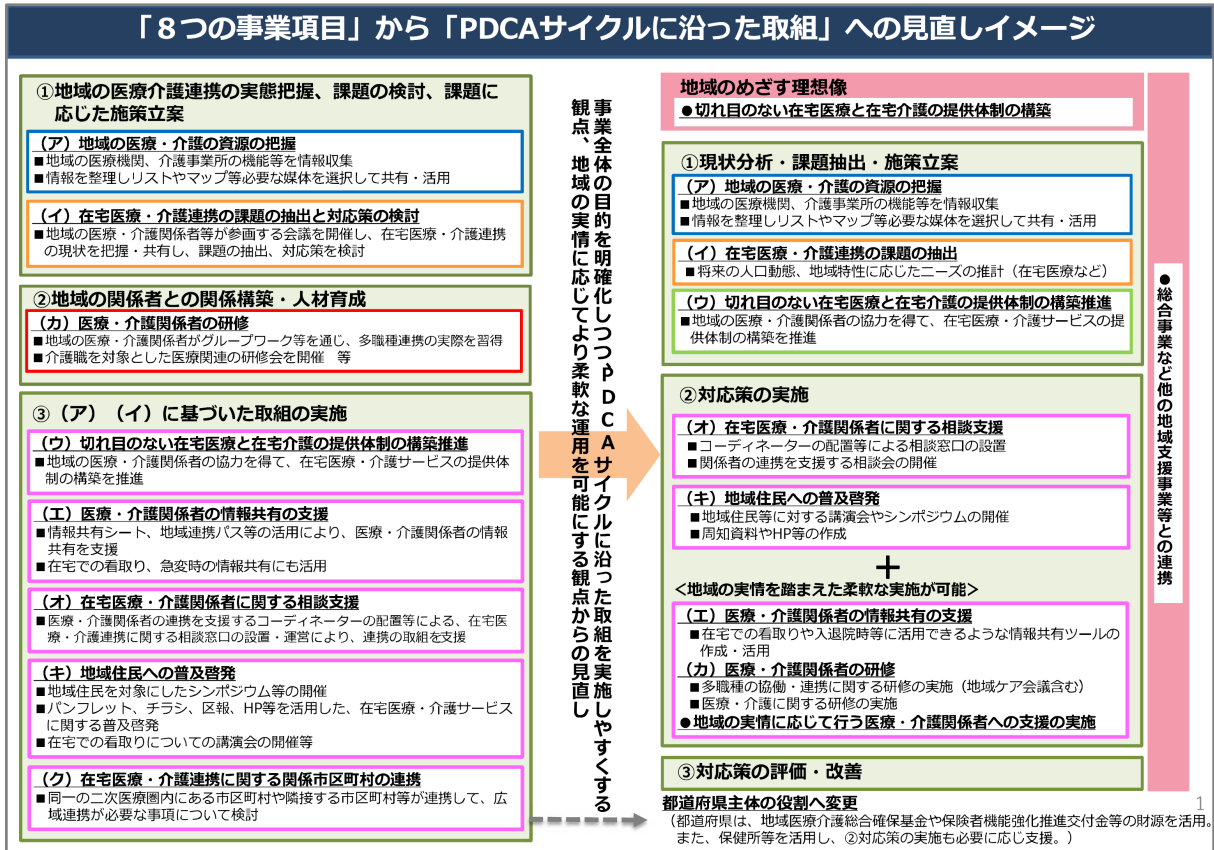 「８つの事業項目」から「PDCAサイクルに沿った取組」への見直しイメージ
①地域の医療介護連携の実態把握、課題の検討、課題に
応じた施策立案
（ア）地域の医療・介護の資源の把握
■地域の医療機関、介護事業所の機能等を情報収集
■情報を整理しリストやマップ等必要な媒体を選択して共有・活用
（イ）在宅医療・介護連携の課題の抽出と対応策の検討
■地域の医療・介護関係者等が参画する会議を開催し、在宅医療・介護連携
の現状を把握・共有し、課題の抽出、対応策を検討
②地域の関係者との関係構築・人材育成
（カ）医療・介護関係者の研修
■地域の医療・介護関係者がグループワーク等を通じ、多職種連携の実際を習得
■介護職を対象とした医療関連の研修会を開催　等
③（ア）（イ）に基づいた取組の実施
（ウ）切れ目のない在宅医療と在宅介護の提供体制の構築推進
■地域の医療・介護関係者の協力を得て、在宅医療・介護サービスの提供体
制の構築を推進
（エ）医療・介護関係者の情報共有の支援
■情報共有シート、地域連携パス等の活用により、医療・介護関係者の情報
共有を支援
■在宅での看取り、急変時の情報共有にも活用
（オ）在宅医療・介護関係者に関する相談支援
■医療・介護関係者の連携を支援するコーディネーターの配置等による、在宅医
療・介護連携に関する相談窓口の設置・運営により、連携の取組を支援
（キ）地域住民への普及啓発
■地域住民を対象にしたシンポジウム等の開催
■パンフレット、チラシ、区報、HP等を活用した、在宅医療・介護サービス
に関する普及啓発
■在宅での看取りについての講演会の開催等
（ク）在宅医療・介護連携に関する関係市区町村の連携
■同一の二次医療圏内にある市区町村や隣接する市区町村等が連携して、広
域連携が必要な事項について検討
事業全体の目的を明確化しつつ、PDCAサイクルに沿った取組を実施しやすくする
観点、地域の実情に応じてより柔軟な運用を可能にする観点からの見直し
地域のめざす理想像
●切れ目のない在宅医療と在宅介護の提供体制の構築
①現状分析・課題抽出・施策立案
（ア）地域の医療・介護の資源の把握
■地域の医療機関、介護事業所の機能等を情報収集
■情報を整理しリストやマップ等必要な媒体を選択して共有・活用
（イ）在宅医療・介護連携の課題の抽出
■将来の人口動態、地域特性に応じたニーズの推計（在宅医療など）
（ウ）切れ目のない在宅医療と在宅介護の提供体制の構築推進
■地域の医療・介護関係者の協力を得て、在宅医療・介護サービスの提
供体制の構築を推進
②対応策の実施
（オ）在宅医療・介護関係者に関する相談支援
■コーディネーターの配置等による相談窓口の設置
■関係者の連携を支援する相談会の開催
（キ）地域住民への普及啓発
■地域住民等に対する講演会やシンポジウムの開催
■周知資料やHP等の作成
＋
＜地域の実情を踏まえた柔軟な実施が可能＞
（エ）医療・介護関係者の情報共有の支援
■在宅での看取りや入退院時等に活用できるような情報共有ツールの
作成・活用
（カ）医療・介護関係者の研修
■多職種の協働・連携に関する研修の実施（地域ケア会議含む）
■医療・介護に関する研修の実施
●地域の実情に応じて行う医療・介護関係者への支援の実施
③対応策の評価・改善
●総合事業など他の地域支援事業等との連携
都道府県主体の役割へ変更
（都道府県は、地域医療介護総合確保基金や保険者機能強化推進交付金等の財源を活用。
また、保健所等を活用し、②対応策の実施も必要に応じ支援。）
1